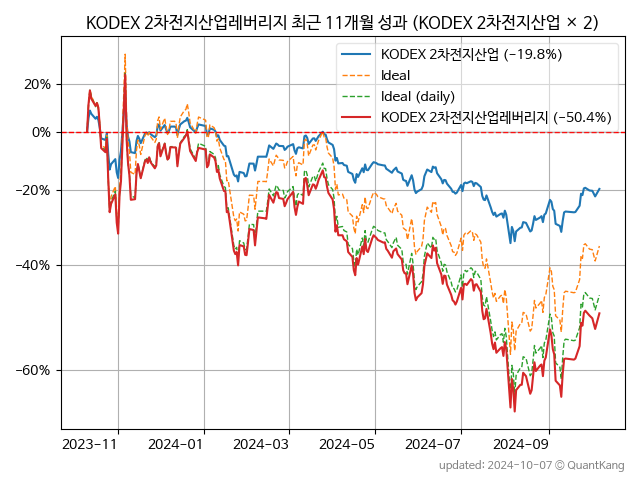 KODEX 2차전지산업레버리지 최근 11개월 성과 (KODEX 2차전지산업 × 2)
KODEX 2차전지산업 (−19.8%)
Ideal
Ideal (daily)
KODEX 2차전지산업레버리지 (−50.4%)
20%
0%
−20%
−40%
−60%
2023−11
2024−01
2024−03
2024−05
2024−07
2024−09
updated: 2024−10−07 © QuantKang